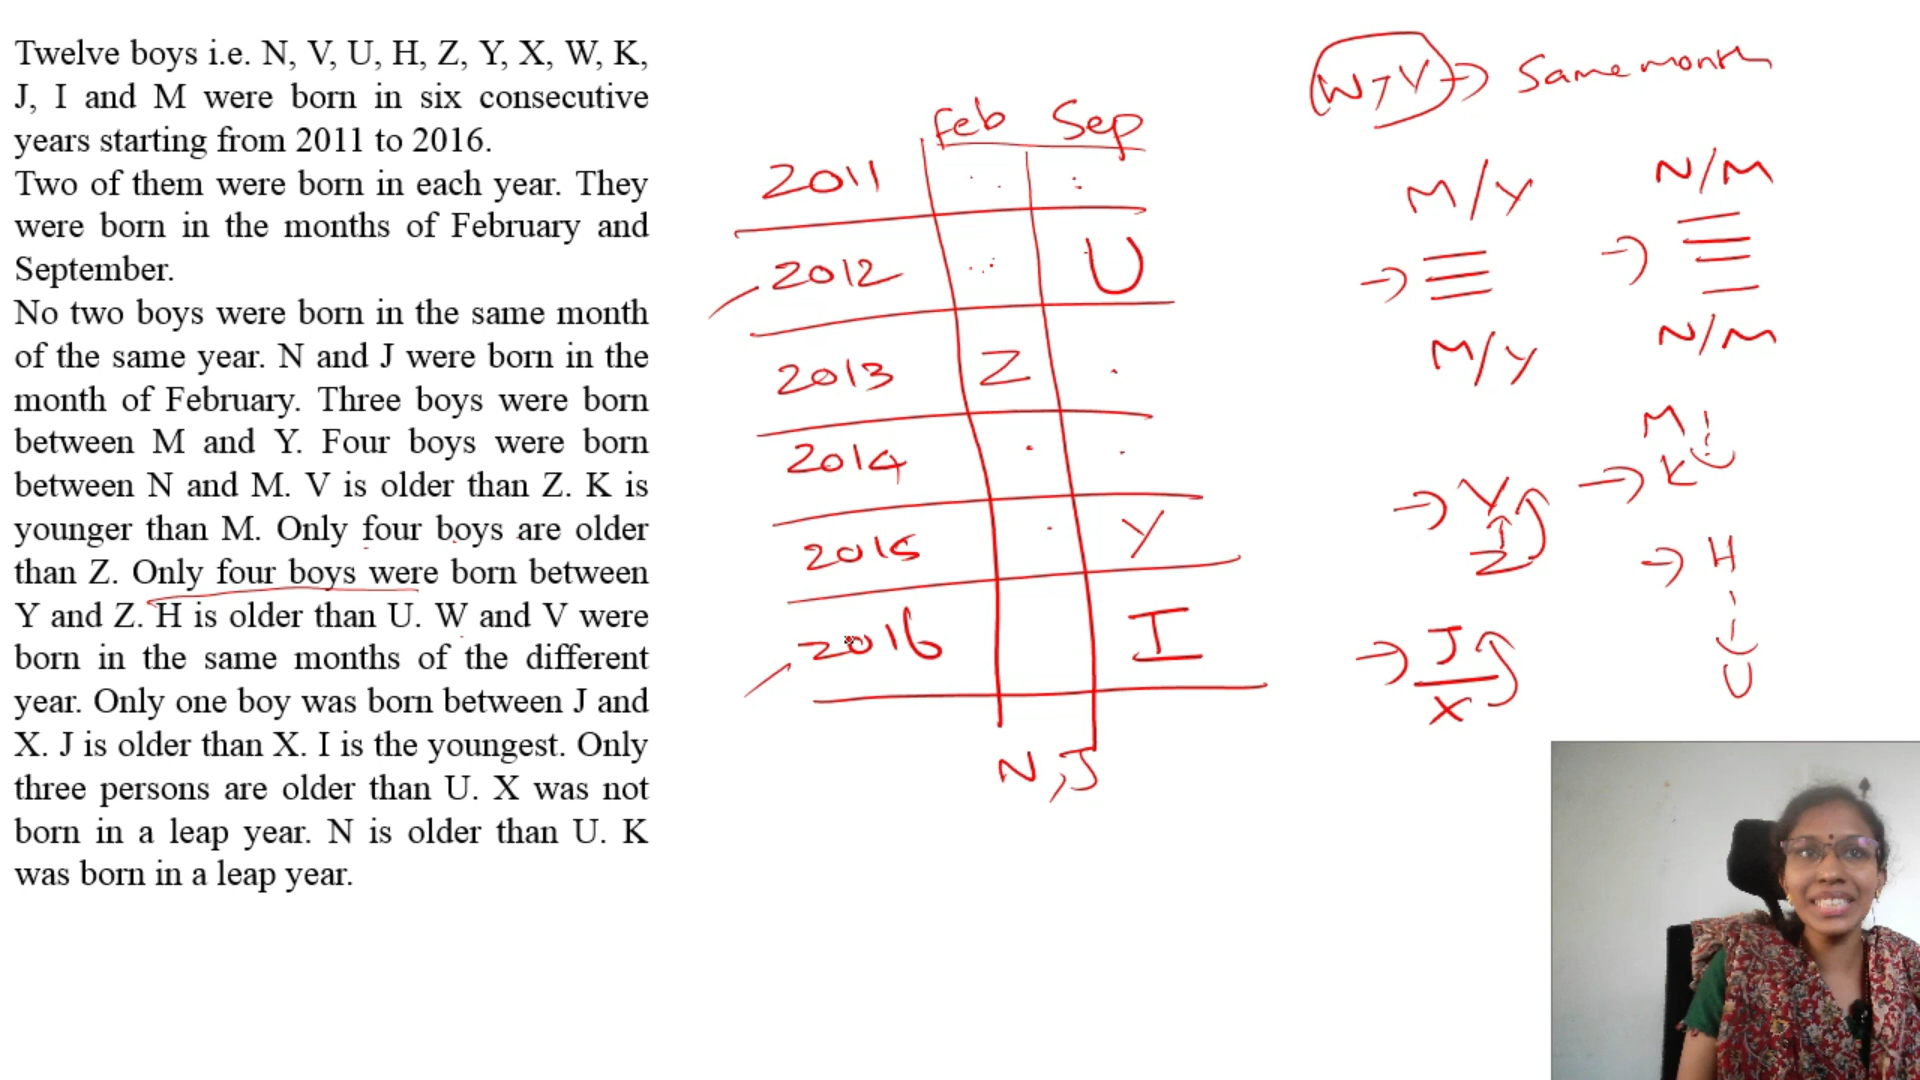 Twelve boys i.e. N, V, U, H, Z, Y, X, W, K,
J, I and M were born in six consecutive
years starting from 2011 to 2016.
Two of them were born in each year. They
were born in the months of February and
September.
No two boys were born in the same month
of the same year. N and J were born in the
month of February. Three boys were born
between M and Y. Four boys were born
between N and M. V is older than Z. K is
younger than M. Only four boys are older
than Z. Only four boys were born between
Y and Z. H is older than U. W and V were
born in the same months of the different
year. Only one boy was born between J and
X. J is older than X. I is the youngest. Only
three persons are older than U. X was not
born in a leap year. N is older than U. K
was born in a leap year.
Feb Sep
2011
2012 U
2013 Z
2014
2015 Y
2016 I
N, J
W, V → Same month
M/Y
M/Y
N/M
N/M
V
Z
M
K
H
U
J
X